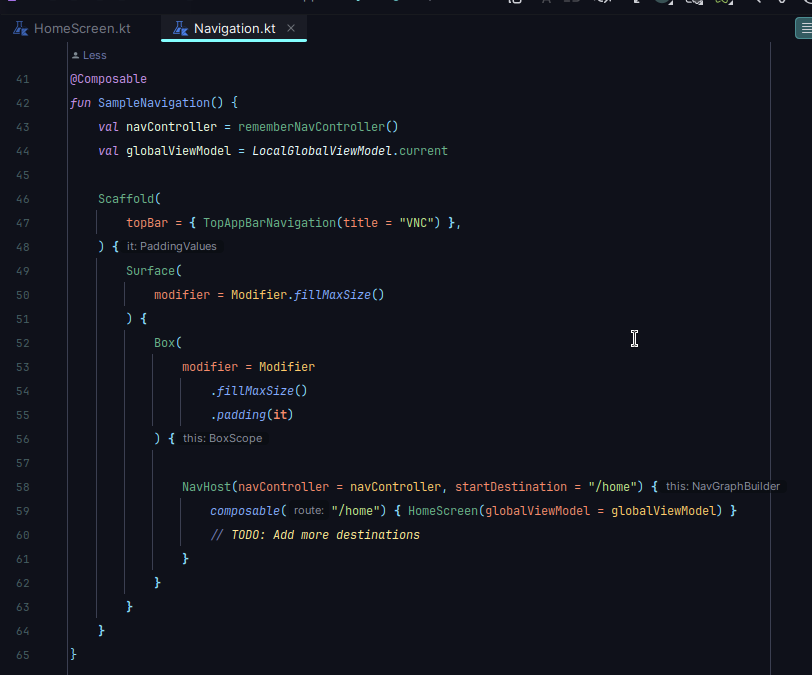 HomeScreen.kt Navigation.kt
Less
41 @Composable
42 fun SampleNavigation() {
43 val navController = rememberNavController()
44 val globalViewModel = LocalGlobalViewModel.current
45
46 Scaffold(
47 topBar = { TopAppBarNavigation(title = "VNC") },
48 ) { it: PaddingValues
49 Surface(
50 modifier = Modifier.fillMaxSize()
51 ) {
52 Box(
53 modifier = Modifier
54 .fillMaxSize()
55 .padding(it)
56 ) { this: BoxScope
57
58 NavHost(navController = navController, startDestination = "/home") { this: NavGraphBuilder
59 composable( route: "/home") { HomeScreen(globalViewModel = globalViewModel) }
60 // TODO: Add more destinations
61 }
62 }
63 }
64 }
65 }